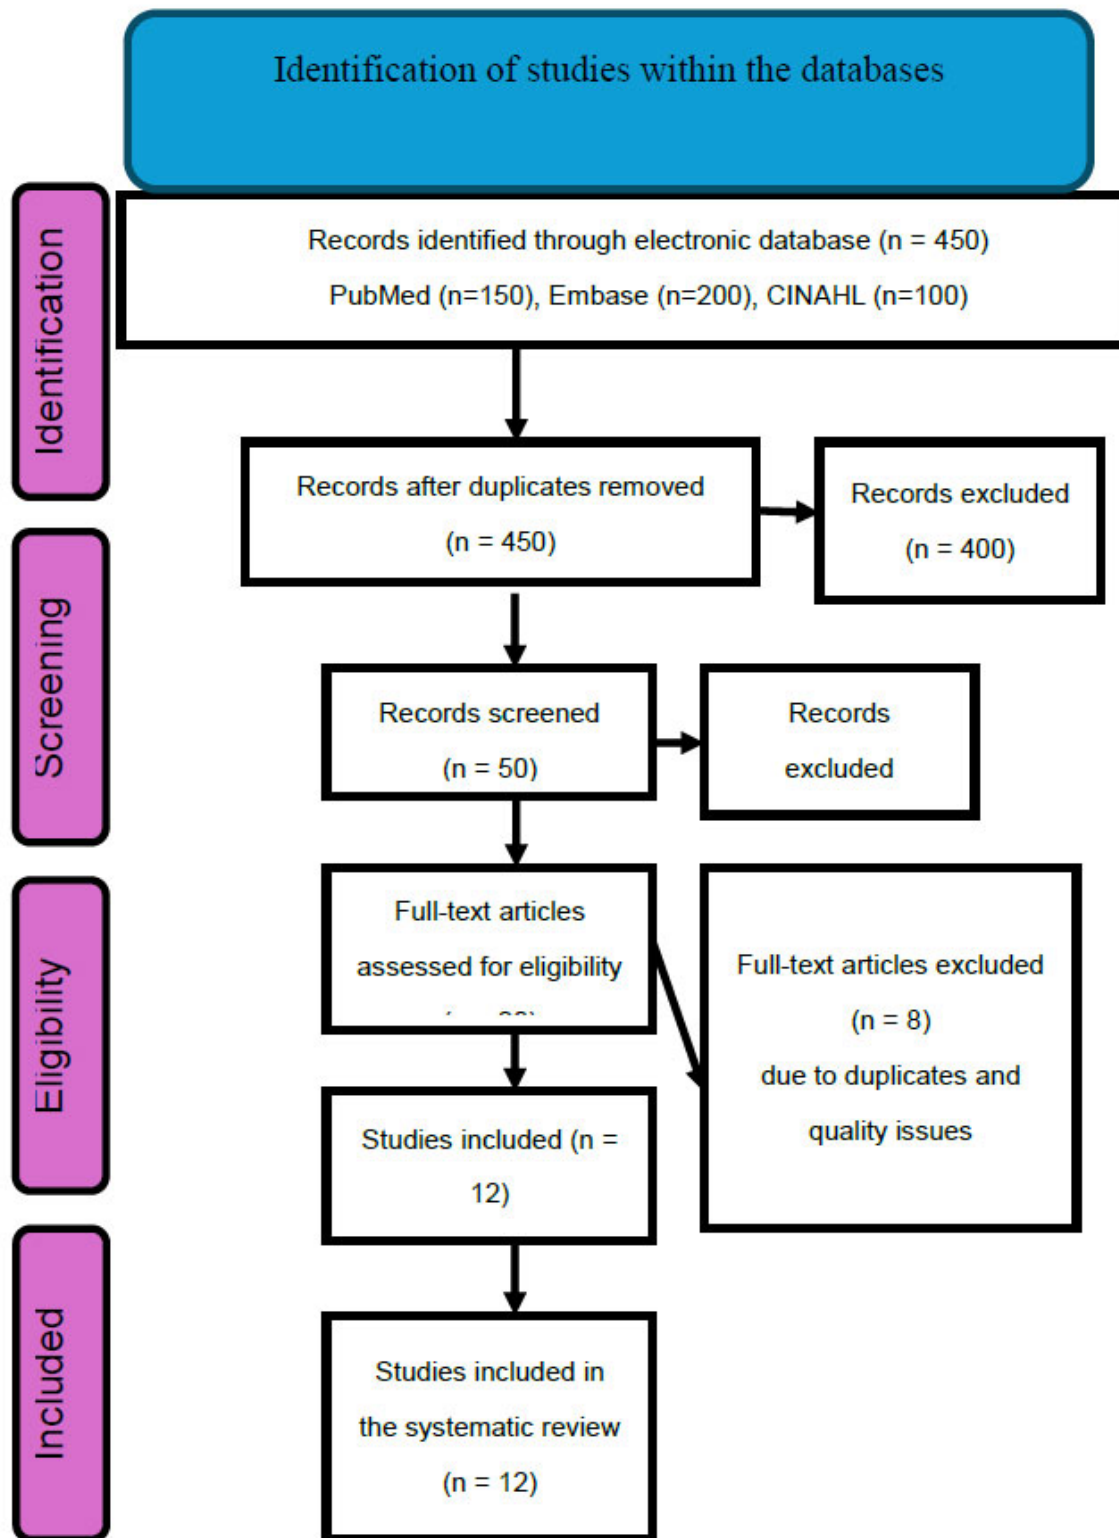 Identification of studies within the databases
Identification
Records identified through electronic database (n = 450)
PubMed (n=150), Embase (n=200), CINAHL (n=100)
Records after duplicates removed
(n = 450)
Records excluded
(n = 400)
Screening
Records screened
(n = 50)
Records
excluded
Eligibility
Full-text articles
assessed for eligibility
Full-text articles excluded
(n = 8)
due to duplicates and
quality issues
Studies included (n =
12)
Included
Studies included in
the systematic review
(n = 12)